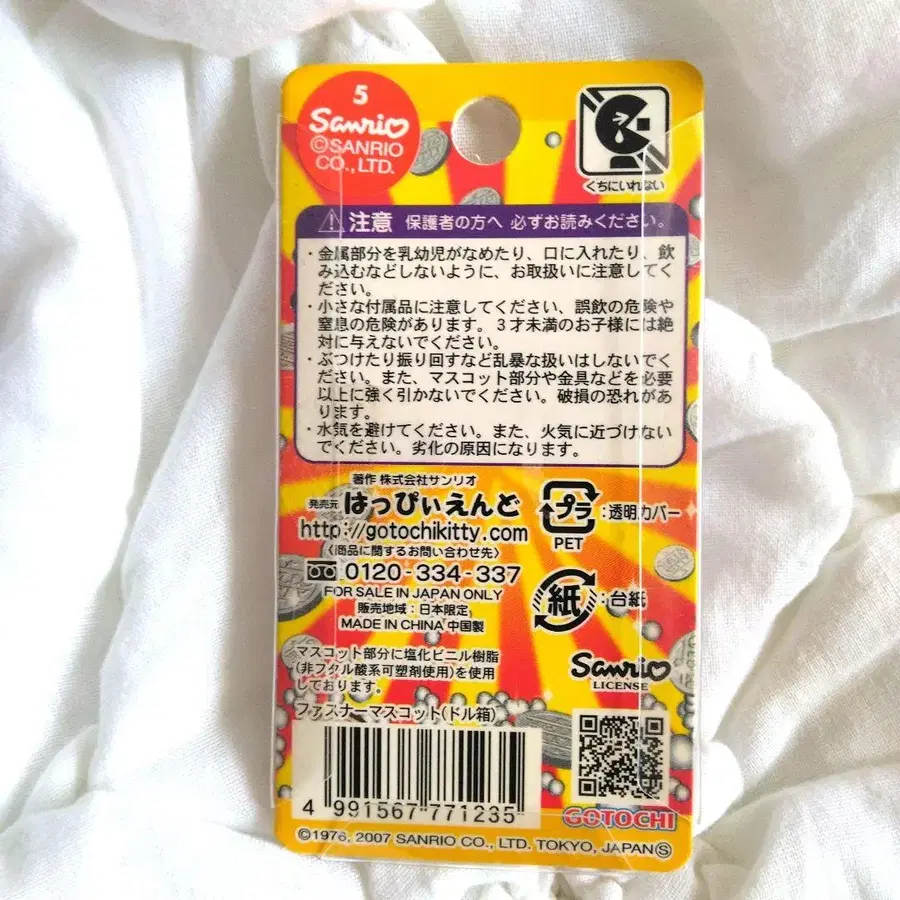 5
Sanrio
©SANRIO
CO.,LTD.
くちにいれない
注意 保護者の方へ 必ずお読みください。
・金属部分を乳幼児がなめたり、口に入れたり、飲
み込むなどしないように、お取扱いに注意してく
ださい。
・小さな付属品に注意してください、誤飲の危険や
窒息の危険があります。３才未満のお子様には絶
対に与えないでください。
・ぶつけたり振り回すなど乱暴な扱いはしないでく
ださい。また、マスコット部分や金具などを必要
以上に強く引かないでください。破損の恐れがあ
ります。
・水気を避けてください。また、火気に近づけない
でください。劣化の原因になります。
著作 株式会社サンリオ
発売元 はっぴぃえんど
http://gotochikitty.com
〈商品に関するお問い合わせ先〉
0120-334-337
FOR SALE IN JAPAN ONLY
販売地域：日本限定
MADE IN CHINA 中国製
プラ：透明カバー
PET
紙：台紙
マスコット部分に塩化ビニル樹脂
(非フタル酸系可塑剤使用)を使用
しております。
Sanrio
LICENSE
ファスナーマスコット(ドル箱)
4 991567 771235
GOTOCHI
©1976, 2007 SANRIO CO., LTD. TOKYO, JAPAN Ⓢ